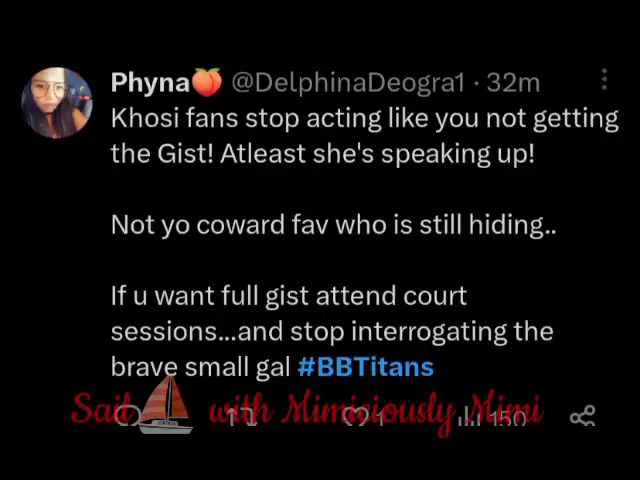 Phyna🍑 @DelphinaDeogra1 · 32m
Khosi fans stop acting like you not getting
the Gist! Atleast she's speaking up!
Not yo coward fav who is still hiding..
If u want full gist attend court
sessions...and stop interrogating the
brave small gal #BBTitans
Sail with Mimiciously Mimi
1 150